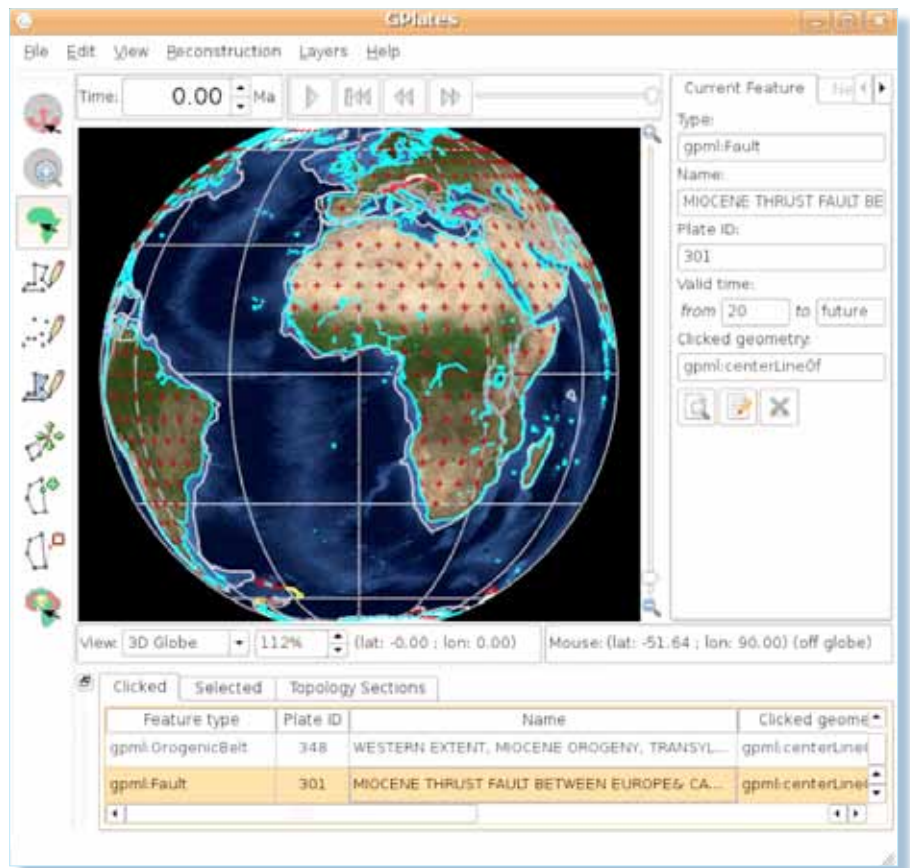 GPlates
File Edit View Reconstruction Layers Help
Time: 0.00 Ma
Current Feature
Type:
gpml:Fault
Name:
MIOCENE THRUST FAULT BE
Plate ID:
301
Valid time:
from 20 to future
Clicked geometry:
gpml:centerLineOf
View: 3D Globe 112% (lat: -0.00 ; lon: 0.00) Mouse: (lat: -51.64 ; lon: 90.00) (off globe)
Clicked Selected Topology Sections
Feature type Plate ID Name Clicked geome
gpml:OrogenicBelt 348 WESTERN EXTENT, MIOCENE OROGENY, TRANSYL... gpml:centerLine
gpml:Fault 301 MIOCENE THRUST FAULT BETWEEN EUROPE& CA... gpml:centerLine